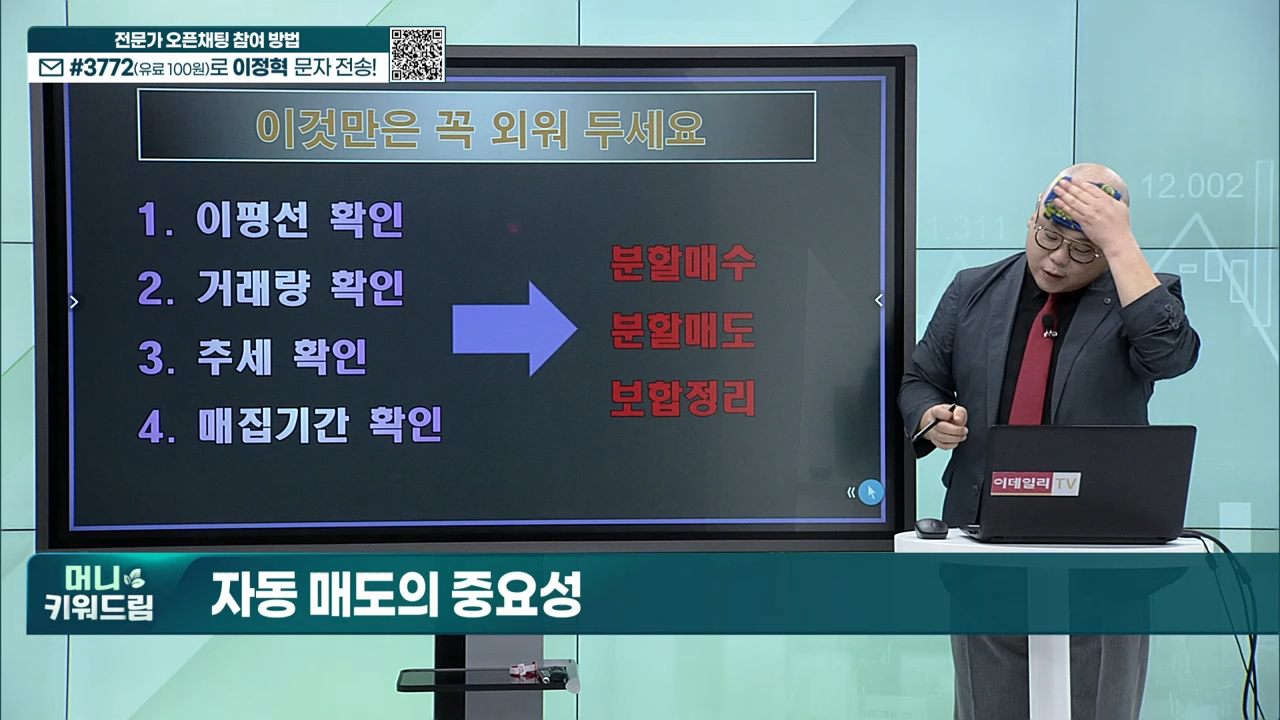 전문가 오픈채팅 참여 방법
#3772(유료 100원)로 이정혁 문자 전송!
이것만은 꼭 외워 두세요
1. 이평선 확인
2. 거래량 확인
3. 추세 확인
4. 매집기간 확인
분할매수
분할매도
보합정리
12.002
1.311
이데일리TV
머니
키워드림
자동 매도의 중요성